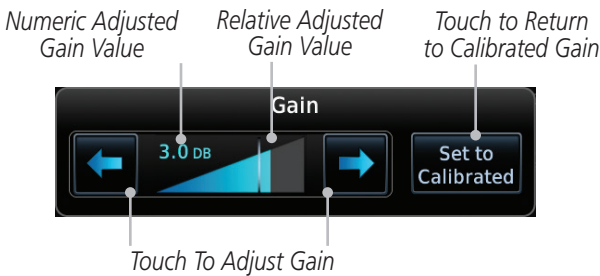 Numeric Adjusted
Gain Value
Relative Adjusted
Gain Value
Touch to Return
to Calibrated Gain
Gain
3.0 DB
Set to
Calibrated
Touch To Adjust Gain